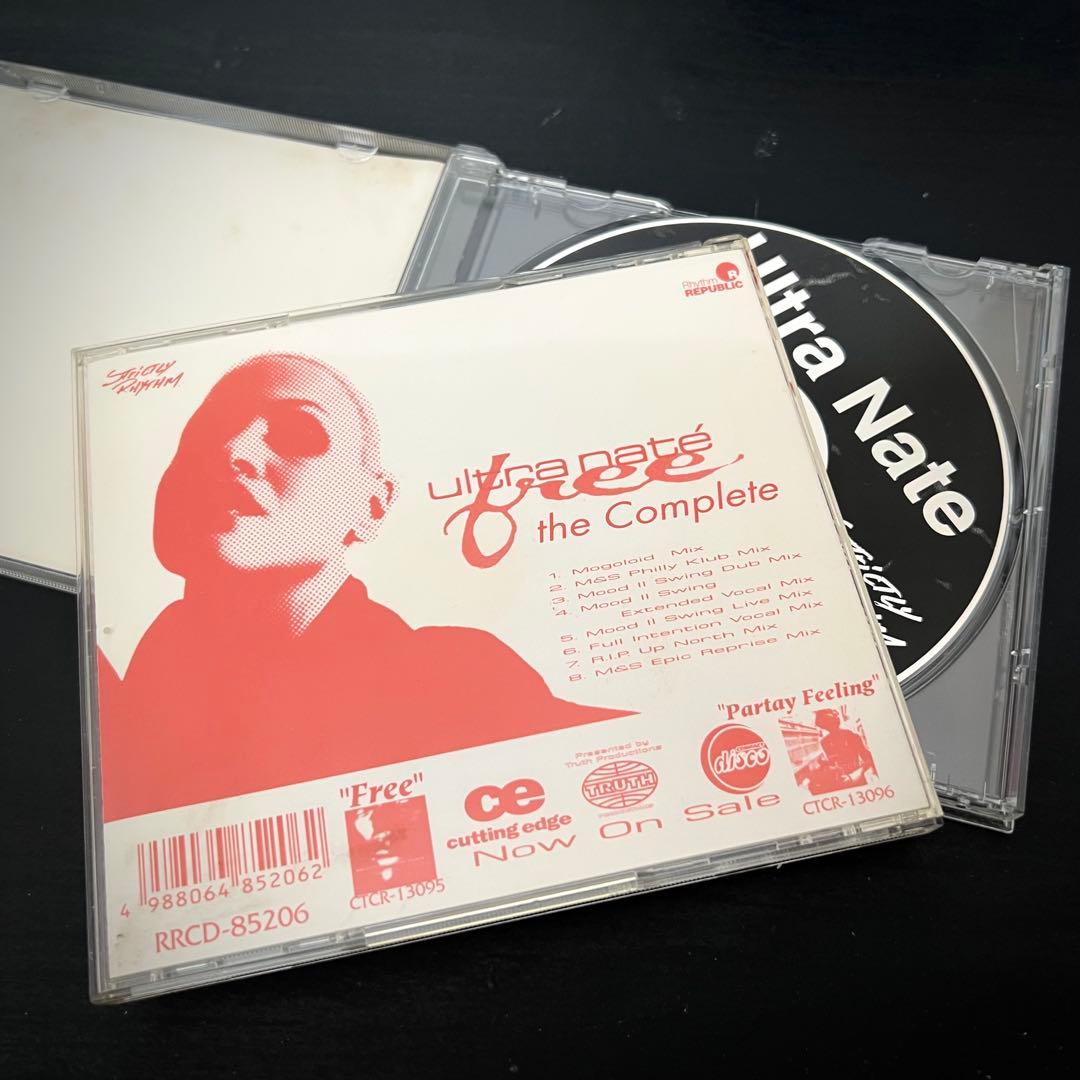 Ultra Nate
STRICTLY
STRICTLY
RHYTHM
Rhythm R
REPUBLIC
ultra naté
free
the Complete
1. Mogoloid Mix
2. M&S Philly Klub Mix
3. Mood II Swing Dub Mix
4. Mood II Swing
Extended Vocal Mix
5. Mood II Swing Live Mix
6. Full Intention Vocal Mix
7. R.I.P. Up North Mix
8. M&S Epic Reprise Mix
"Partay Feeling"
COMPACT
disco
CTCR-13096
Presented by
Truth Productions
TRUTH
"Free"
CTCR-13095
ce
cutting edge
Now On Sale
4 988064 852062
RRCD-85206